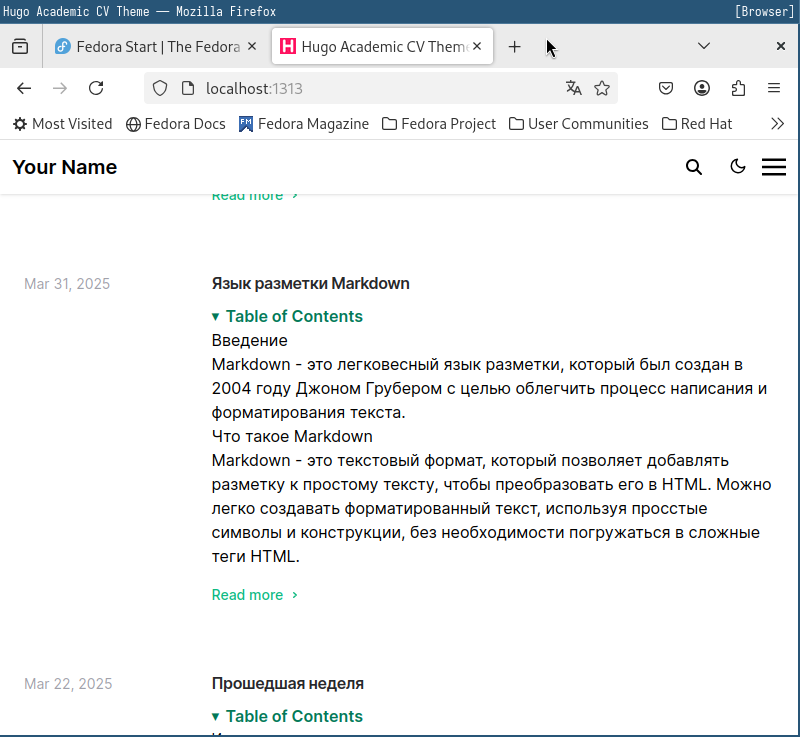 Hugo Academic CV Theme — Mozilla Firefox [Browser]
Fedora Start | The Fedora Hugo Academic CV Them
localhost:1313
Most Visited Fedora Docs Fedora Magazine Fedora Project User Communities Red Hat
Your Name
Read more
Mar 31, 2025 Язык разметки Markdown
Table of Contents
Введение
Markdown - это легковесный язык разметки, который был создан в
2004 году Джоном Грубером с целью облегчить процесс написания и
форматирования текста.
Что такое Markdown
Markdown - это текстовый формат, который позволяет добавлять
разметку к простому тексту, чтобы преобразовать его в HTML. Можно
легко создавать форматированный текст, используя просстые
символы и конструкции, без необходимости погружаться в сложные
теги HTML.
Read more
Mar 22, 2025 Прошедшая неделя
Table of Contents